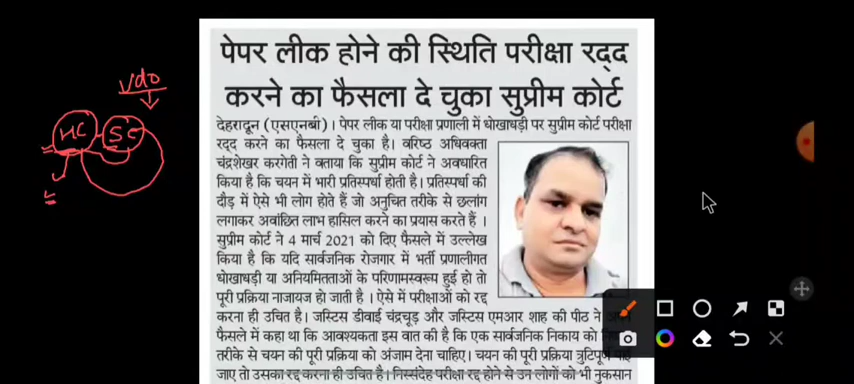 पेपर लीक होने की स्थिति परीक्षा रद्द
करने का फैसला दे चुका सुप्रीम कोर्ट
देहरादून (एसएनबी)। पेपर लीक या परीक्षा प्रणाली में धोखाधड़ी पर सुप्रीम कोर्ट परीक्षा
रद्द करने का फैसला दे चुका है। वरिष्ठ अधिवक्ता
चंद्रशेखर करगेती ने बताया कि सुप्रीम कोर्ट ने अवधारित
किया है कि चयन में भारी प्रतिस्पर्धा होती है। प्रतिस्पर्धा की
दौड़ में ऐसे भी लोग होते हैं जो अनुचित तरीके से छलांग
लगाकर अवांछित लाभ हासिल करने का प्रयास करते हैं ।
सुप्रीम कोर्ट ने 4 मार्च 2021 को दिए फैसले में उल्लेख
किया है कि यदि सार्वजनिक रोजगार में भर्ती प्रणालीगत
धोखाधड़ी या अनियमितताओं के परिणामस्वरूप हुई हो तो
पूरी प्रक्रिया नाजायज हो जाती है । ऐसे में परीक्षाओं को रद्द
करना ही उचित है। जस्टिस डीवाई चंद्रचूड़ और जस्टिस एमआर शाह की पीठ ने
फैसले में कहा था कि आवश्यकता इस बात की है कि एक सार्वजनिक निकाय को
तरीके से चयन की पूरी प्रक्रिया को अंजाम देना चाहिए। चयन की पूरी प्रक्रिया त्रुटिपूर्ण
जाए तो उसका रद्द करना ही उचित है। निस्संदेह परीक्षा रद्द होने से उन लोगों को भी नुकसान
Vdo
HC SC